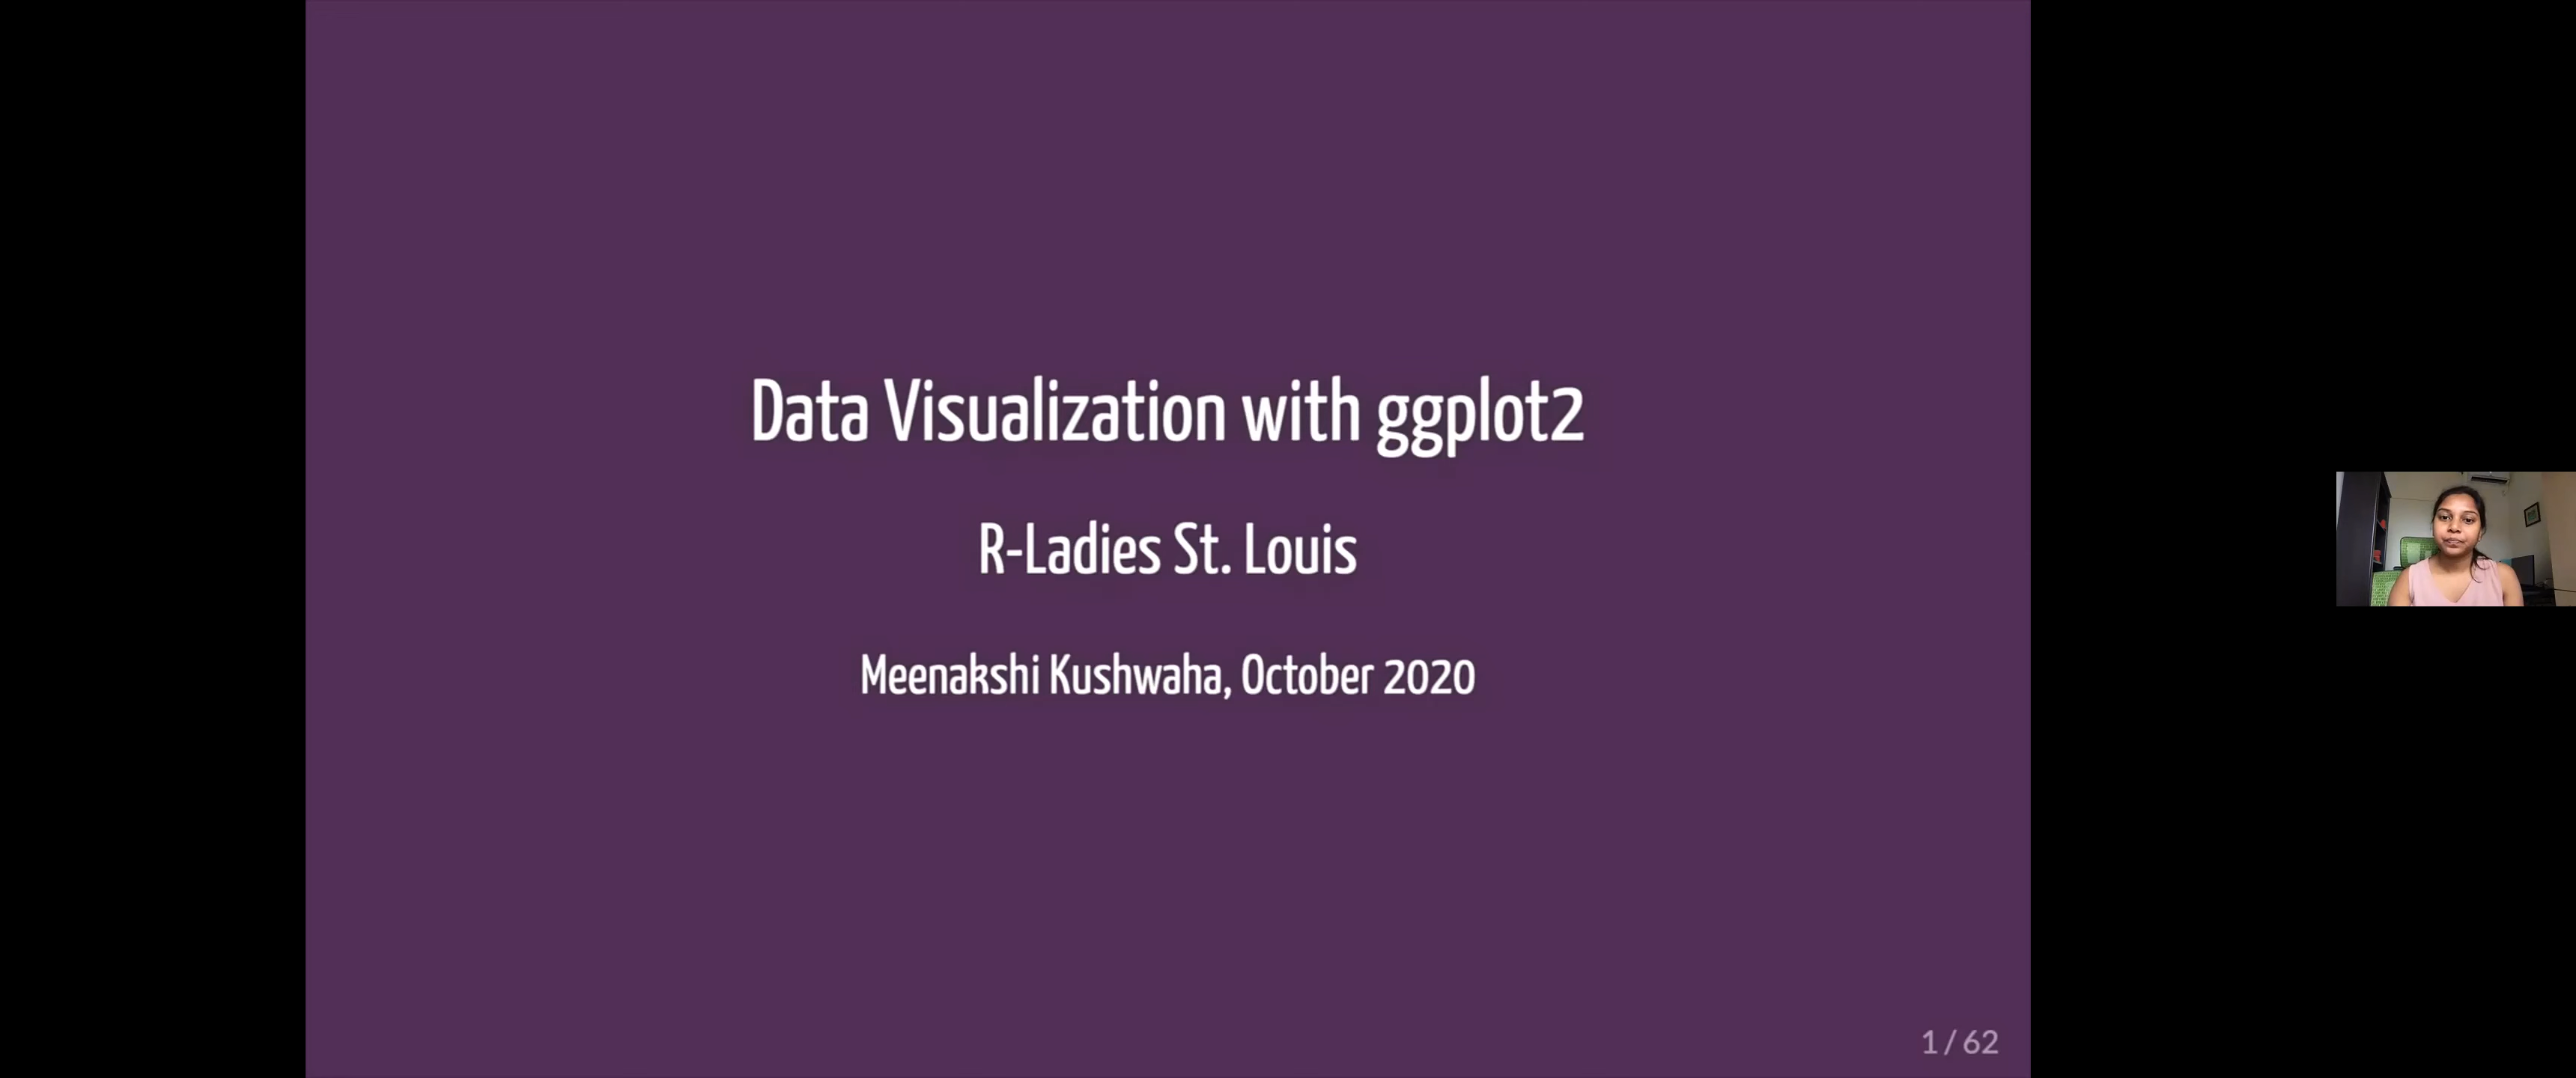 Data Visualization with ggplot2
R-Ladies St. Louis
Meenakshi Kushwaha, October 2020
1 / 62